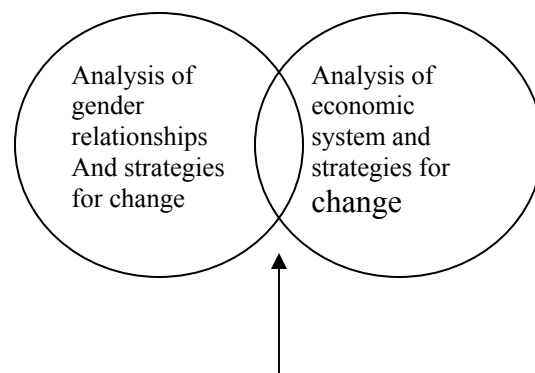 Analysis of
gender
relationships
And strategies
for change
Analysis of
economic
system and
strategies for
change